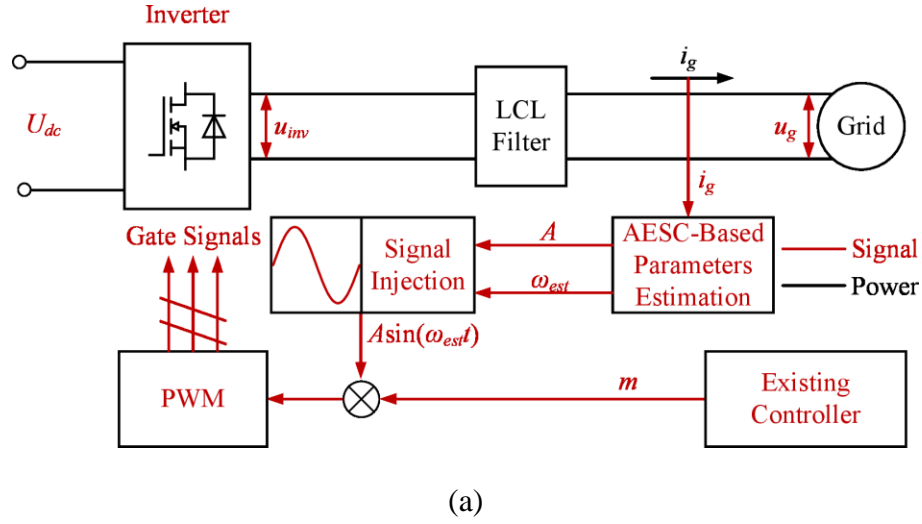 Inverter
U_dc
u_inv
LCL
Filter
i_g
u_g
Grid
i_g
Gate Signals
Signal
Injection
A
ω_est
AESC-Based
Parameters
Estimation
Signal
Power
Asin(ω_est t)
PWM
m
Existing
Controller
(a)